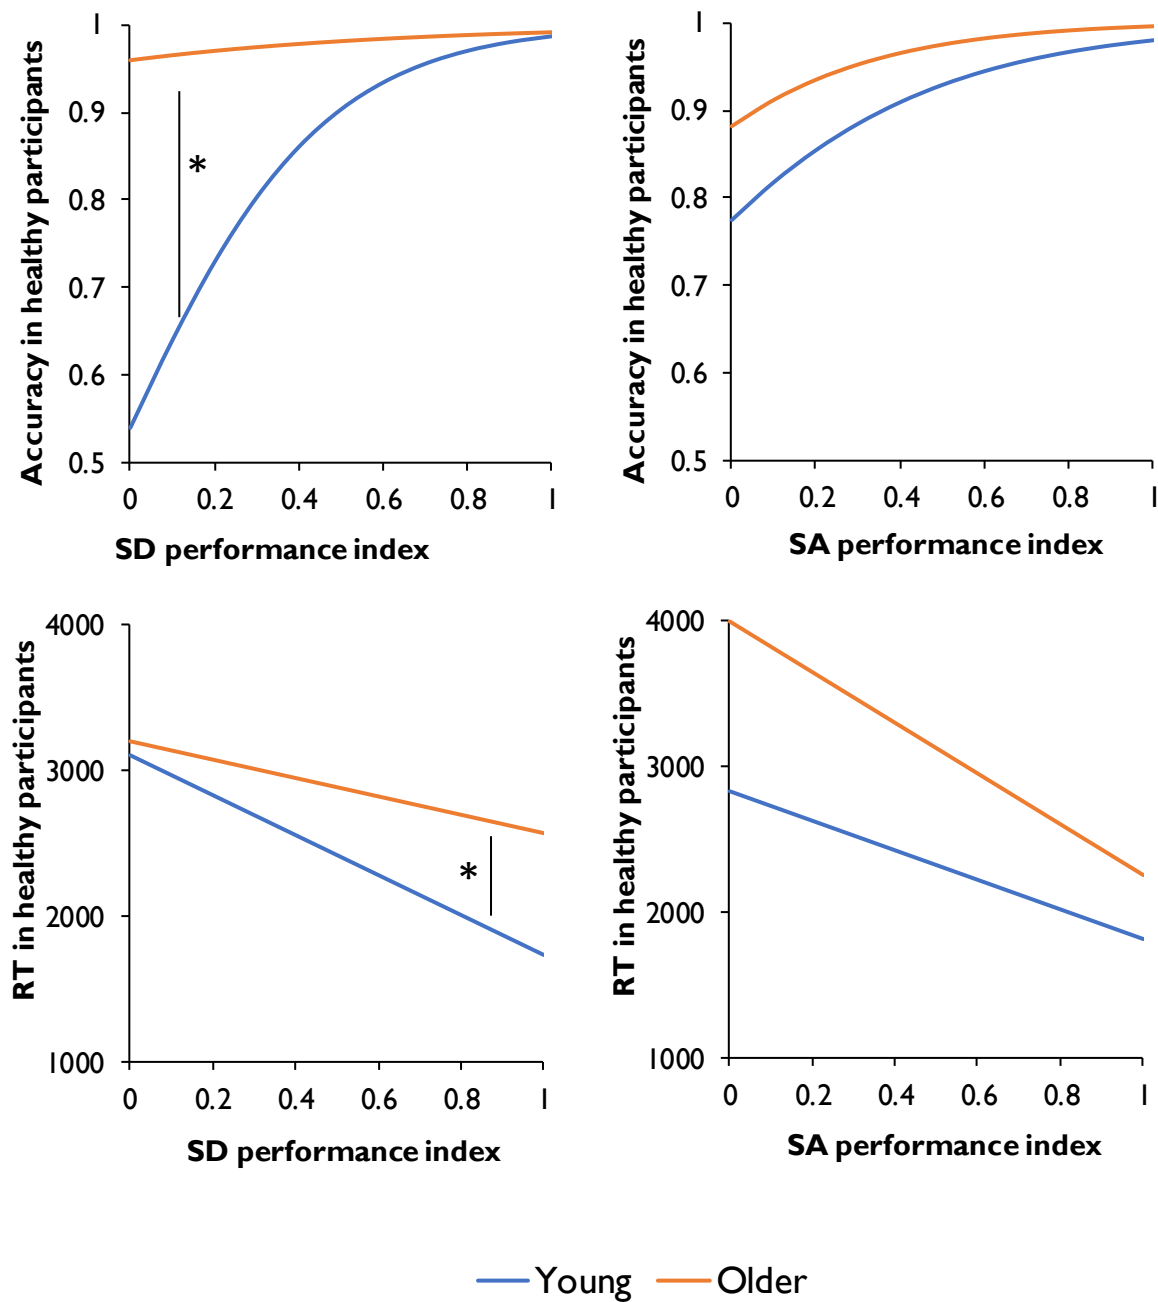 Accuracy in healthy participants
1
0.9
0.8
0.7
0.6
0.5
*
0 0.2 0.4 0.6 0.8 1
SD performance index
Accuracy in healthy participants
1
0.9
0.8
0.7
0.6
0.5
0 0.2 0.4 0.6 0.8 1
SA performance index
RT in healthy participants
4000
3000
2000
1000
*
0 0.2 0.4 0.6 0.8 1
SD performance index
RT in healthy participants
4000
3000
2000
1000
0 0.2 0.4 0.6 0.8 1
SA performance index
Young Older